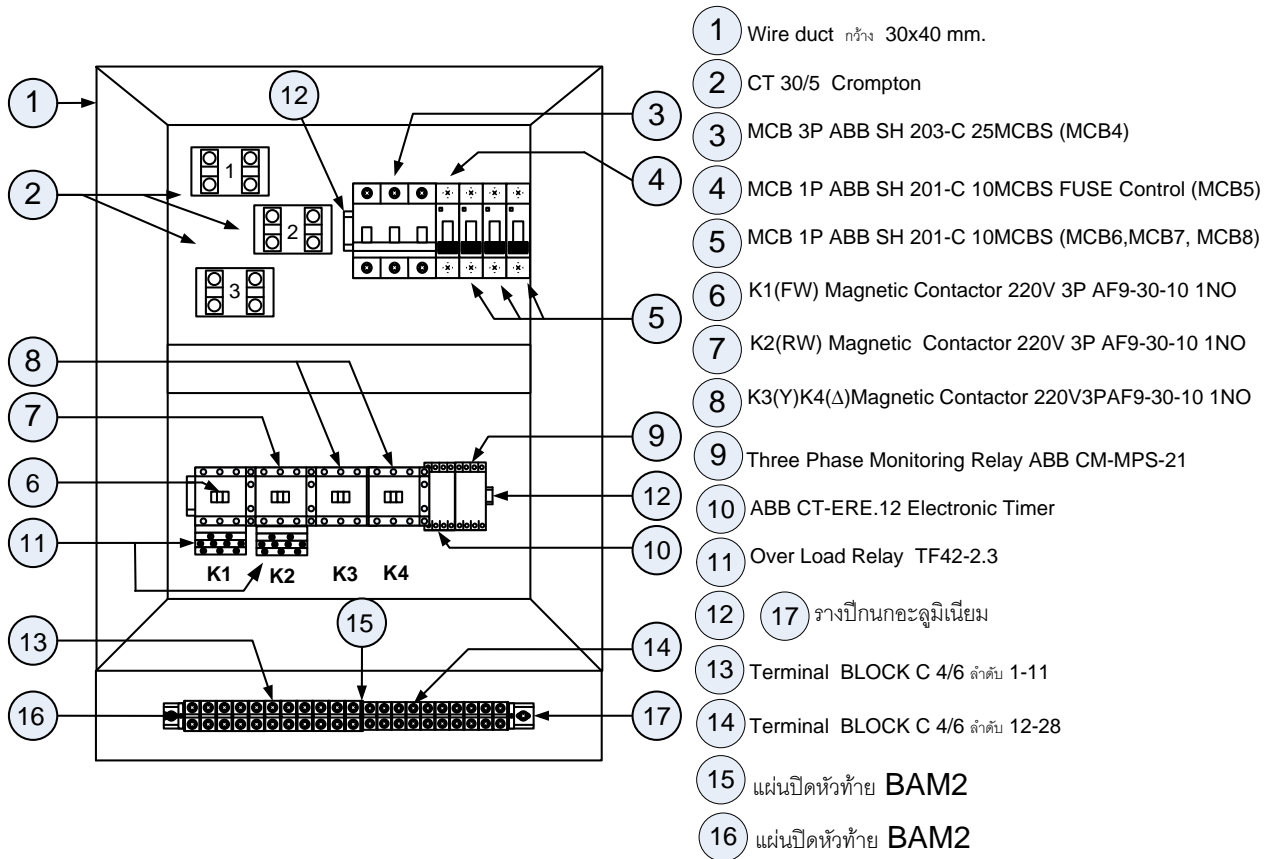 1 Wire duct กว้าง 30x40 mm.
2 CT 30/5 Crompton
3 MCB 3P ABB SH 203-C 25MCBS (MCB4)
4 MCB 1P ABB SH 201-C 10MCBS FUSE Control (MCB5)
5 MCB 1P ABB SH 201-C 10MCBS (MCB6,MCB7, MCB8)
6 K1(FW) Magnetic Contactor 220V 3P AF9-30-10 1NO
7 K2(RW) Magnetic Contactor 220V 3P AF9-30-10 1NO
8 K3(Y)K4(Δ)Magnetic Contactor 220V3PAF9-30-10 1NO
9 Three Phase Monitoring Relay ABB CM-MPS-21
10 ABB CT-ERE.12 Electronic Timer
11 Over Load Relay TF42-2.3
12 17 รางปีกนกอะลูมิเนียม
13 Terminal BLOCK C 4/6 ลำดับ 1-11
14 Terminal BLOCK C 4/6 ลำดับ 12-28
15 แผ่นปิดหัวท้าย BAM2
16 แผ่นปิดหัวท้าย BAM2
1
12
3
1
2
2
4
3
5
8
7
9
6
12
11
10
K1 K2 K3 K4
15
13
14
16
17